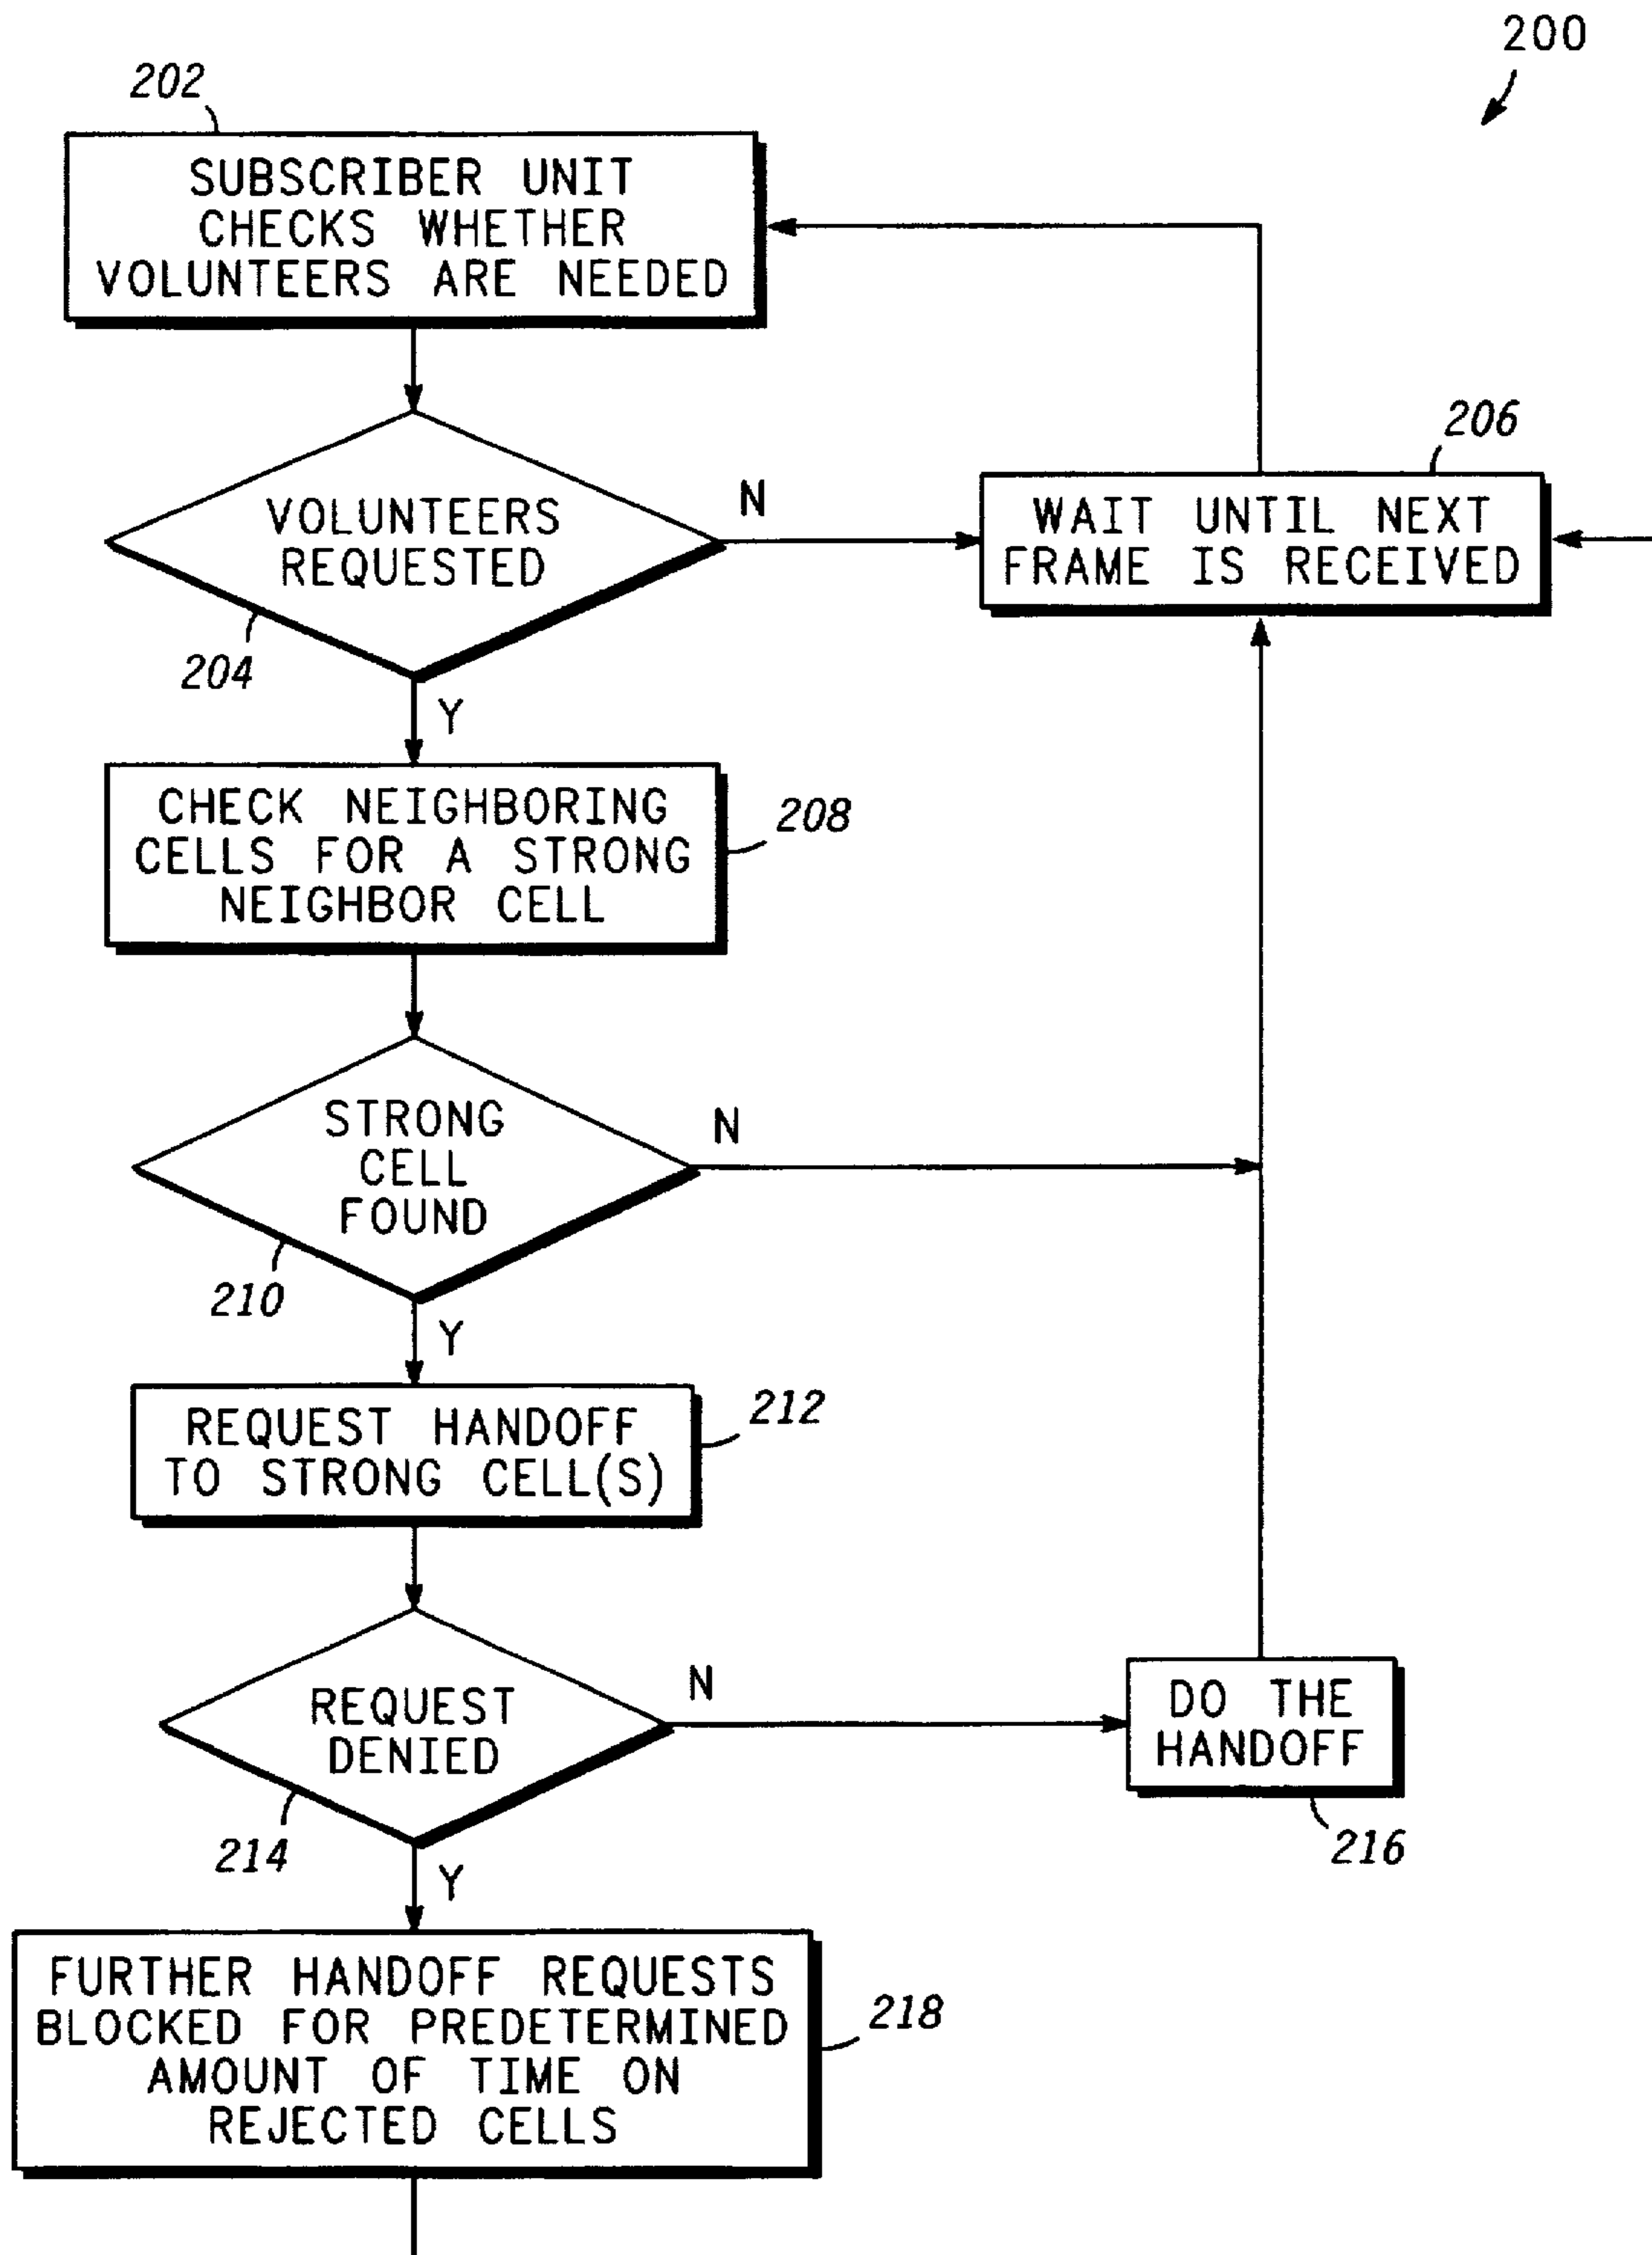 200
202
SUBSCRIBER UNIT
CHECKS WHETHER
VOLUNTEERS ARE NEEDED
206
VOLUNTEERS
REQUESTED
N
WAIT UNTIL NEXT
FRAME IS RECEIVED
204
Y
CHECK NEIGHBORING
CELLS FOR A STRONG
NEIGHBOR CELL
208
STRONG
CELL
FOUND
N
210
Y
REQUEST HANDOFF
TO STRONG CELL(S)
212
REQUEST
DENIED
N
DO THE
HANDOFF
214
216
Y
FURTHER HANDOFF REQUESTS
BLOCKED FOR PREDETERMINED
AMOUNT OF TIME ON
REJECTED CELLS
218